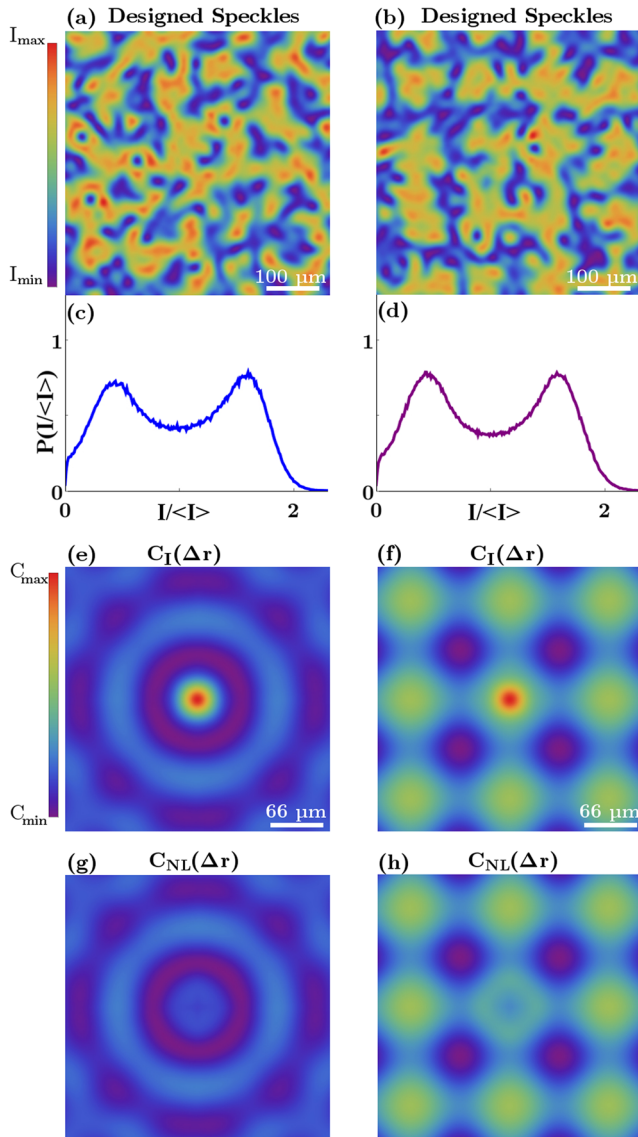 (a) Designed Speckles
(b) Designed Speckles
Imax
Imin
100 μm
100 μm
(c)
(d)
1
1
P(I/<I>)
0
0
0
2
0
2
I/<I>
I/<I>
(e) CI(Δr)
(f) CI(Δr)
Cmax
Cmin
66 μm
66 μm
(g) CNL(Δr)
(h) CNL(Δr)